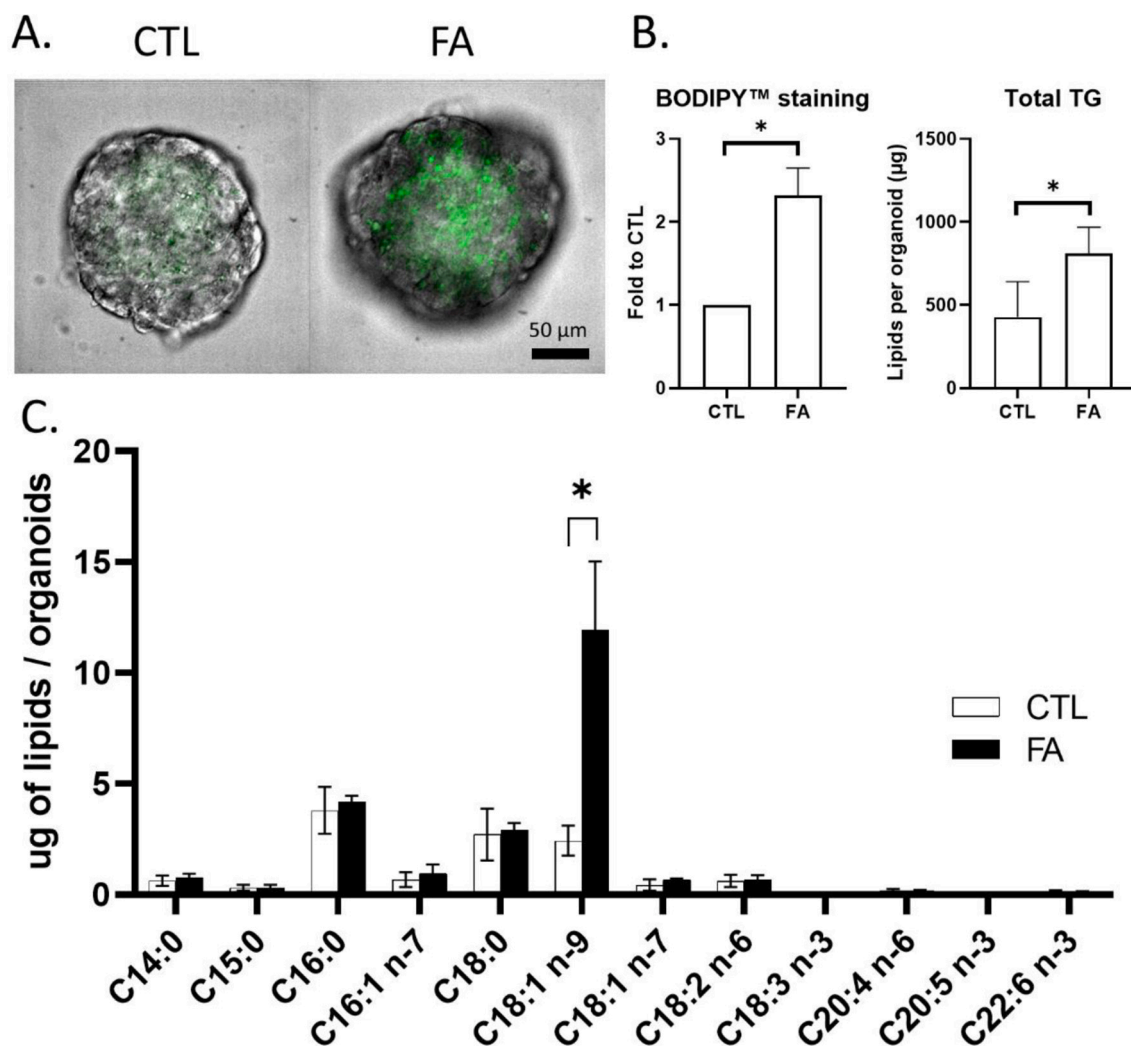 A.
CTL
FA
50 µm
B.
BODIPY™ staining
Fold to CTL
3
2
1
0
*
CTL
FA
Total TG
Lipids per organoid (µg)
1500
1000
500
0
*
CTL
FA
C.
ug of lipids / organoids
20
15
10
5
0
*
CTL
FA
C14:0
C15:0
C16:0
C16:1 n-7
C18:0
C18:1 n-9
C18:1 n-7
C18:2 n-6
C18:3 n-3
C20:4 n-6
C20:5 n-3
C22:6 n-3